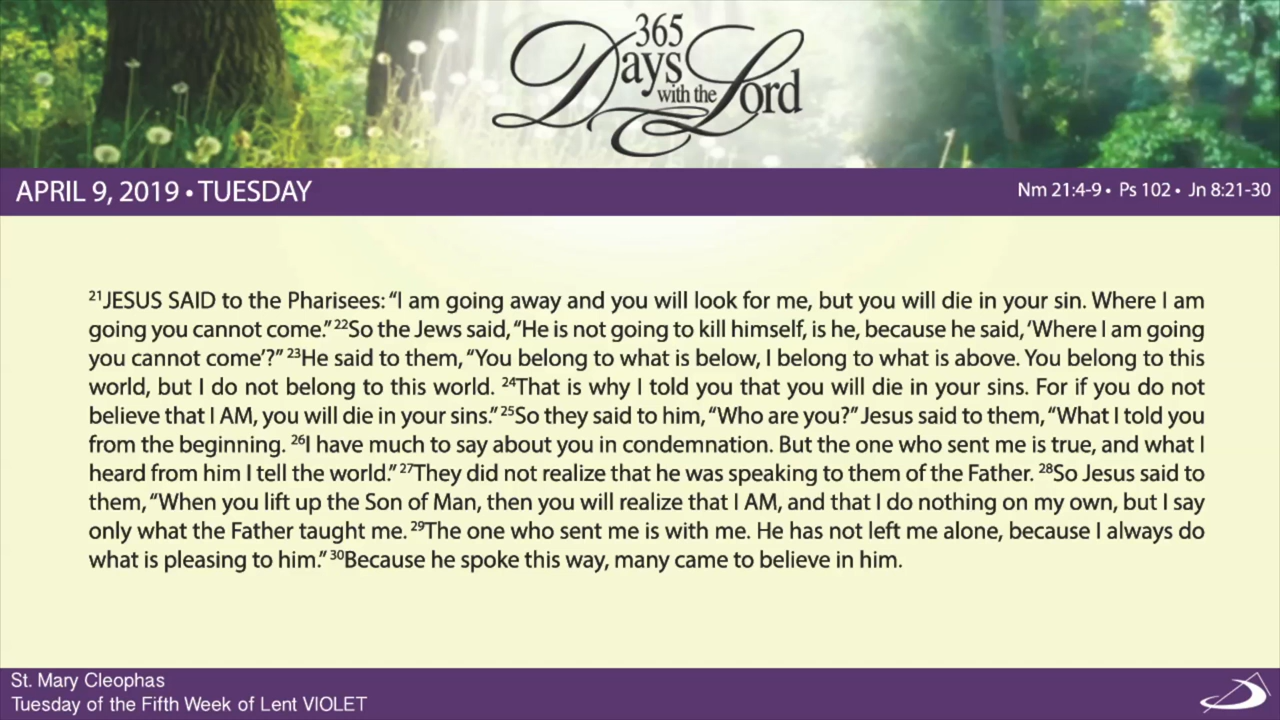 365
Days
with the Lord
APRIL 9, 2019 • TUESDAY
Nm 21:4-9 • Ps 102 • Jn 8:21-30
²¹JESUS SAID to the Pharisees: “I am going away and you will look for me, but you will die in your sin. Where I am
going you cannot come.” ²²So the Jews said, “He is not going to kill himself, is he, because he said, ‘Where I am going
you cannot come’?” ²³He said to them, “You belong to what is below, I belong to what is above. You belong to this
world, but I do not belong to this world. ²⁴That is why I told you that you will die in your sins. For if you do not
believe that I AM, you will die in your sins.” ²⁵So they said to him, “Who are you?” Jesus said to them, “What I told you
from the beginning. ²⁶I have much to say about you in condemnation. But the one who sent me is true, and what I
heard from him I tell the world.” ²⁷They did not realize that he was speaking to them of the Father. ²⁸So Jesus said to
them, “When you lift up the Son of Man, then you will realize that I AM, and that I do nothing on my own, but I say
only what the Father taught me. ²⁹The one who sent me is with me. He has not left me alone, because I always do
what is pleasing to him.” ³⁰Because he spoke this way, many came to believe in him.
St. Mary Cleophas
Tuesday of the Fifth Week of Lent VIOLET